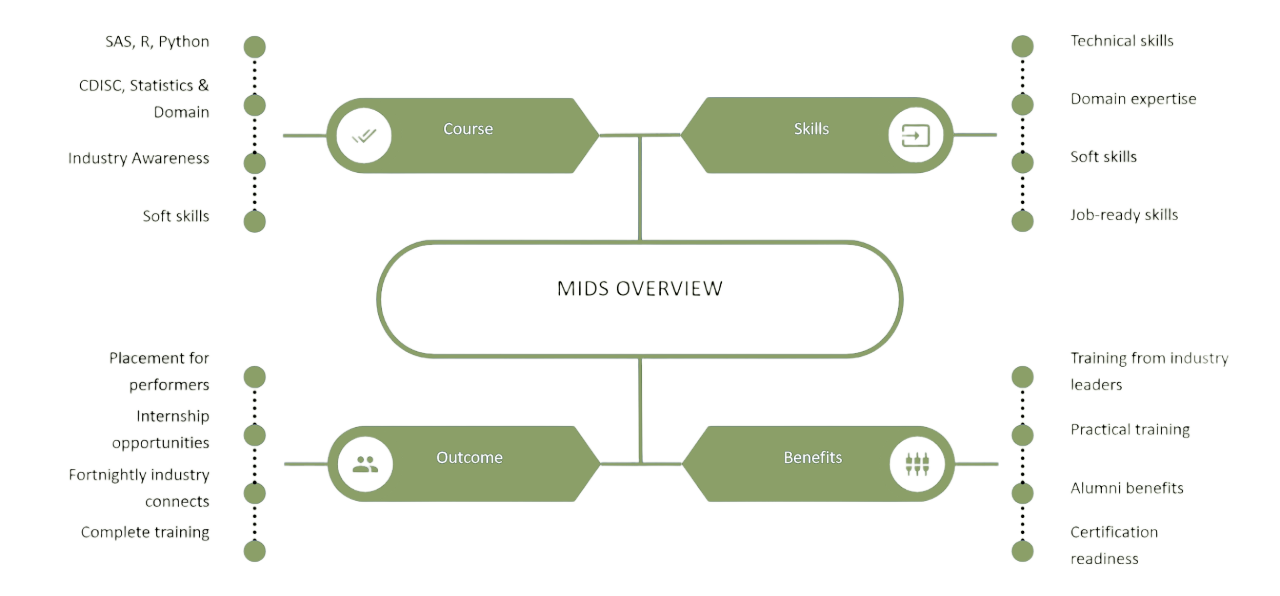 SAS, R, Python
CDISC, Statistics &
Domain
Industry Awareness
Soft skills
Course
Skills
Technical skills
Domain expertise
Soft skills
Job-ready skills
MIDS OVERVIEW
Placement for
performers
Internship
opportunities
Fortnightly industry
connects
Complete training
Outcome
Benefits
Training from industry
leaders
Practical training
Alumni benefits
Certification
readiness